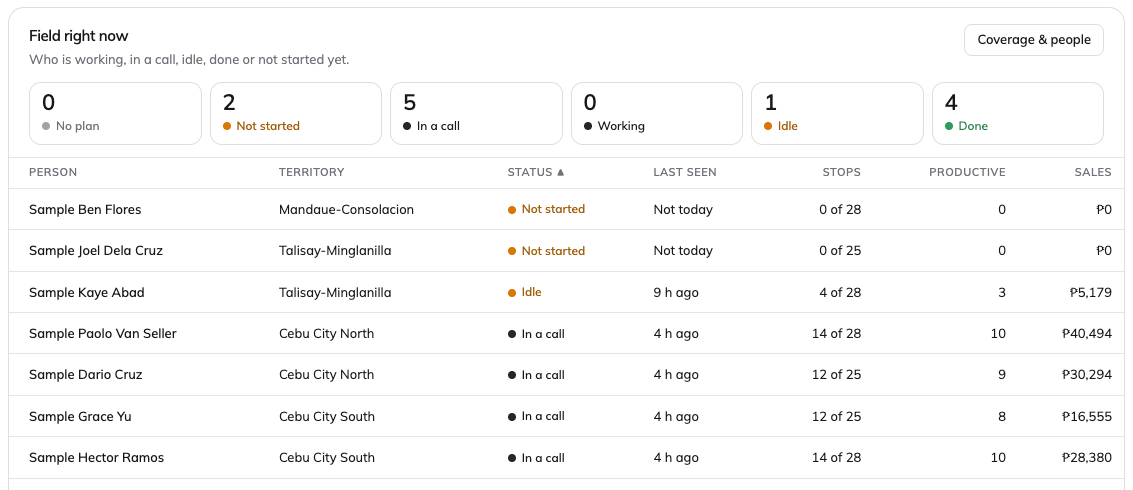 Field right now
Coverage & people
Who is working, in a call, idle, done or not started yet.
0 2 5 0 1 4
No plan Not started In a call Working Idle Done
PERSON TERRITORY STATUS ▲ LAST SEEN STOPS PRODUCTIVE SALES
Sample Ben Flores Mandaue-Consolacion Not started Not today 0 of 28 0 ₱0
Sample Joel Dela Cruz Talisay-Minglanilla Not started Not today 0 of 25 0 ₱0
Sample Kaye Abad Talisay-Minglanilla Idle 9 h ago 4 of 28 3 ₱5,179
Sample Paolo Van Seller Cebu City North In a call 4 h ago 14 of 28 10 ₱40,494
Sample Dario Cruz Cebu City North In a call 4 h ago 12 of 25 9 ₱30,294
Sample Grace Yu Cebu City South In a call 4 h ago 12 of 25 8 ₱16,555
Sample Hector Ramos Cebu City South In a call 4 h ago 14 of 28 10 ₱28,380